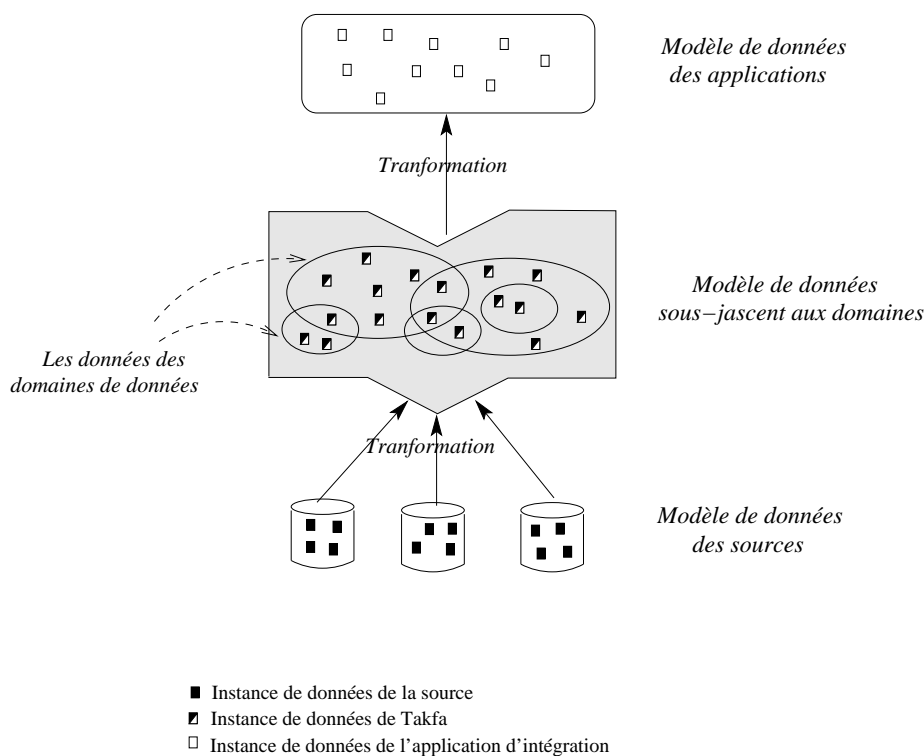 Modèle de données
des applications
Tranformation
Modèle de données
sous−jascent aux domaines
Les données des
domaines de données
Tranformation
Modèle de données
des sources
Instance de données de la source
Instance de données de Takfa
Instance de données de l'application d'intégration